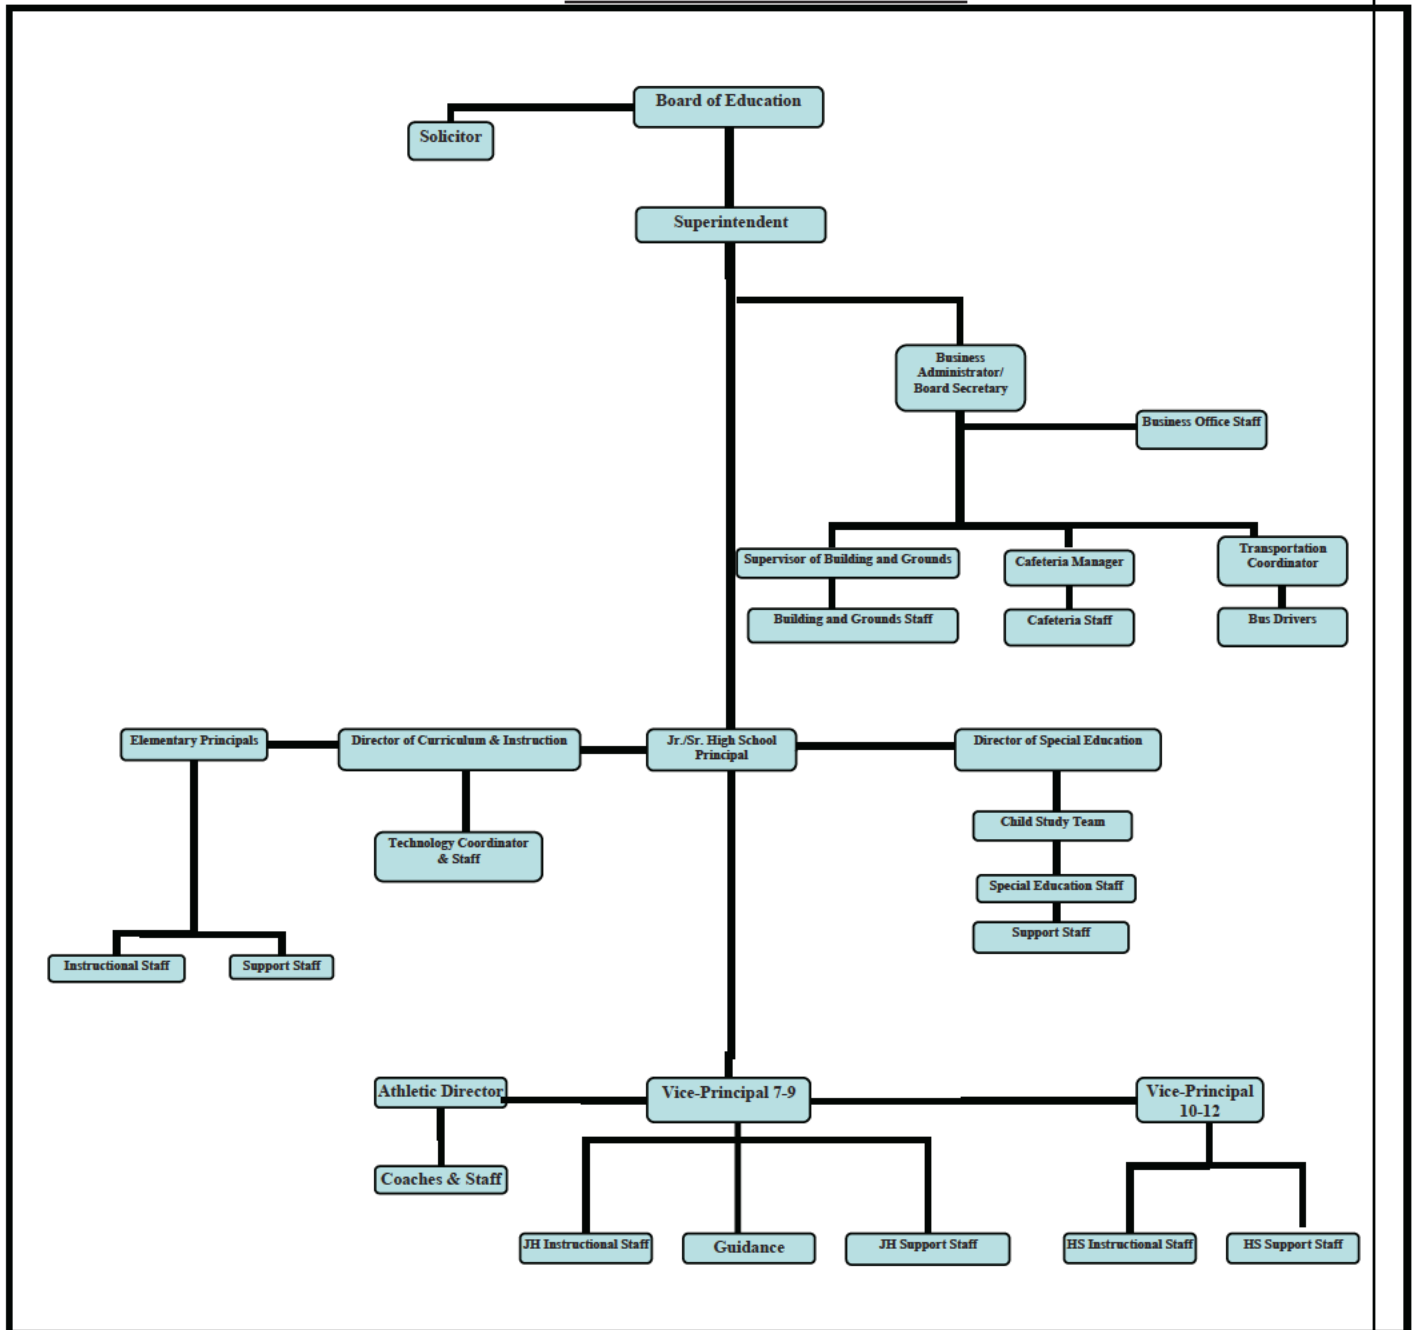 Board of Education
Solicitor
Superintendent
Business
Administrator/
Board Secretary
Business Office Staff
Supervisor of Building and Grounds
Cafeteria Manager
Transportation
Coordinator
Building and Grounds Staff
Cafeteria Staff
Bus Drivers
Elementary Principals
Director of Curriculum & Instruction
Jr./Sr. High School
Principal
Director of Special Education
Technology Coordinator
& Staff
Child Study Team
Special Education Staff
Support Staff
Instructional Staff
Support Staff
Athletic Director
Vice-Principal 7-9
Vice-Principal
10-12
Coaches & Staff
JH Instructional Staff
Guidance
JH Support Staff
HS Instructional Staff
HS Support Staff